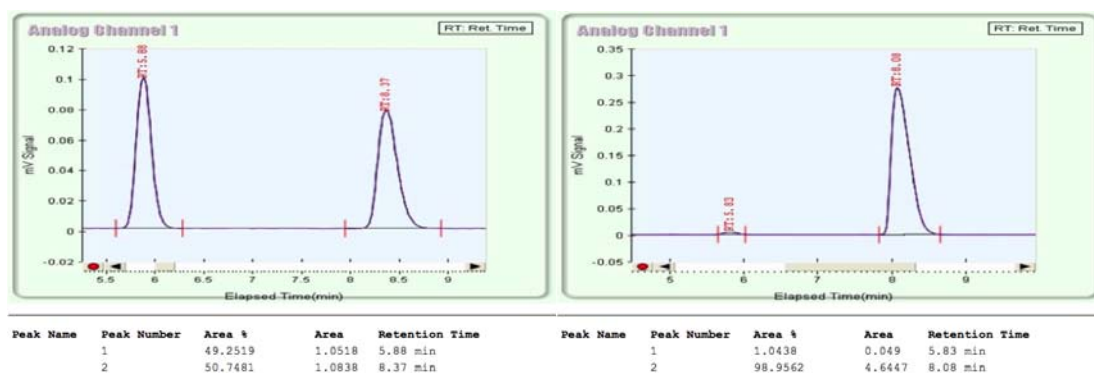 Analog Channel 1
RT: Ret. Time
0.12
0.1
0.08
0.06
0.04
0.02
0
-0.02
mV Signal
RT:5.88
RT:8.37
5.5 6 6.5 7 7.5 8 8.5 9
Elapsed Time(min)
Analog Channel 1
RT: Ret. Time
0.35
0.3
0.25
0.2
0.15
0.1
0.05
0
-0.05
mV Signal
RT:5.83
RT:8.08
5 6 7 8 9
Elapsed Time(min)
Peak Name Peak Number Area % Area Retention Time
1 49.2519 1.0518 5.88 min
2 50.7481 1.0838 8.37 min
Peak Name Peak Number Area % Area Retention Time
1 1.0438 0.049 5.83 min
2 98.9562 4.6447 8.08 min